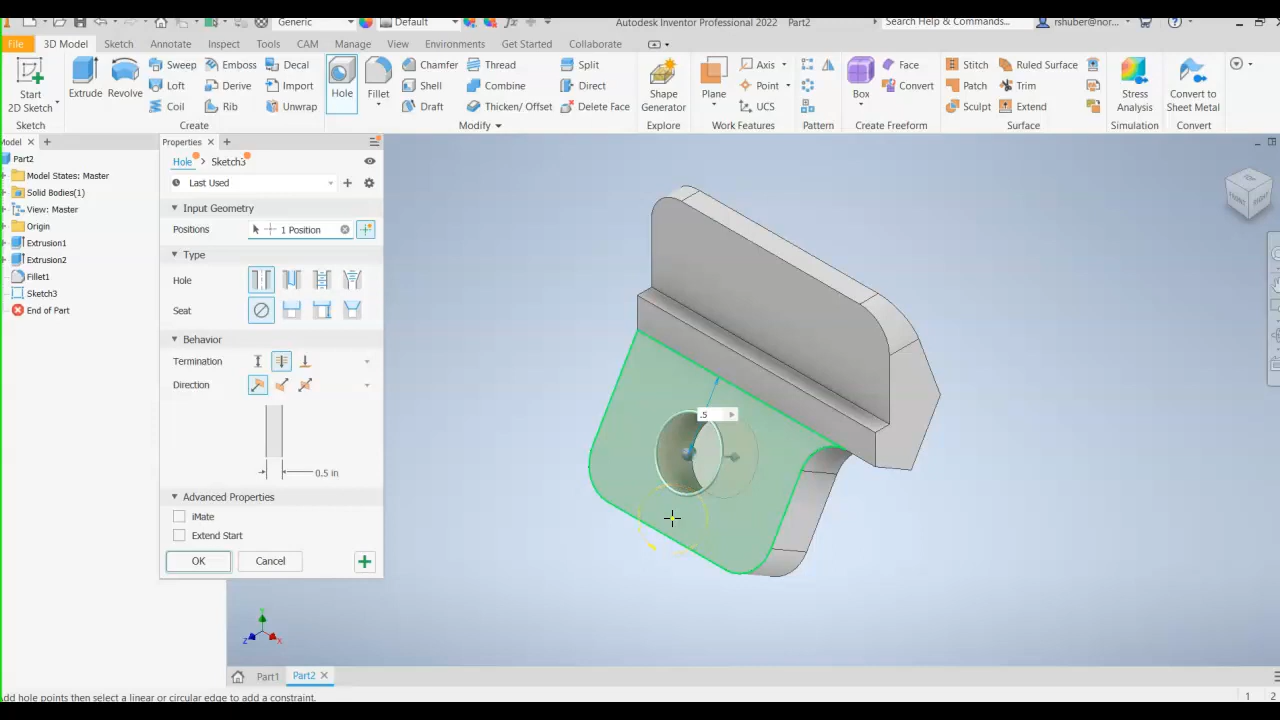 Generic
Default
Autodesk Inventor Professional 2022 Part2
Search Help & Commands...
rshuber@nor...
File 3D Model Sketch Annotate Inspect Tools CAM Manage View Environments Get Started Collaborate
Start
2D Sketch
Sketch
Extrude
Revolve
Sweep
Emboss
Decal
Loft
Derive
Import
Coil
Rib
Unwrap
Create
Hole
Fillet
Chamfer
Thread
Split
Shell
Combine
Direct
Draft
Thicken/ Offset
Delete Face
Modify
Shape
Generator
Explore
Plane
Axis
Point
UCS
Work Features
Pattern
Box
Face
Convert
Create Freeform
Stitch
Ruled Surface
Patch
Trim
Sculpt
Extend
Surface
Stress
Analysis
Simulation
Convert to
Sheet Metal
Convert
Model
Part2
Model States: Master
Solid Bodies(1)
View: Master
Origin
Extrusion1
Extrusion2
Fillet1
Sketch3
End of Part
Properties
Hole > Sketch3
Last Used
Input Geometry
Positions 1 Position
Type
Hole
Seat
Behavior
Termination
Direction
0.5 in
Advanced Properties
iMate
Extend Start
OK Cancel
.5
Y
Z X
Part1 Part2
Add hole points then select a linear or circular edge to add a constraint.
1 2